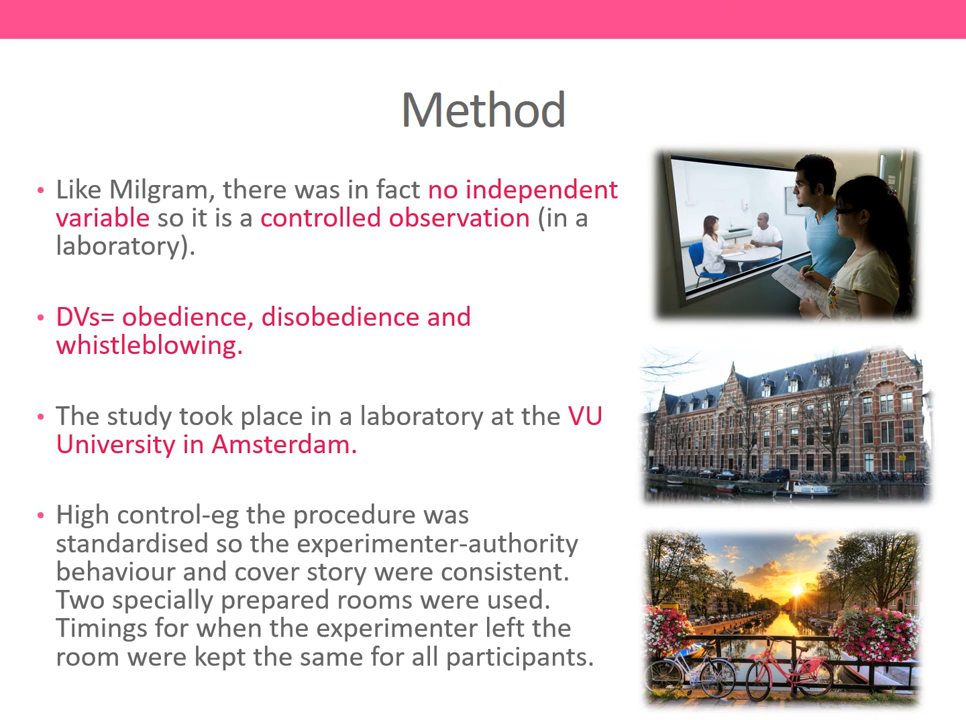 Method
• Like Milgram, there was in fact no independent
variable so it is a controlled observation (in a
laboratory).
• DVs= obedience, disobedience and
whistleblowing.
• The study took place in a laboratory at the VU
University in Amsterdam.
• High control-eg the procedure was
standardised so the experimenter-authority
behaviour and cover story were consistent.
Two specially prepared rooms were used.
Timings for when the experimenter left the
room were kept the same for all participants.